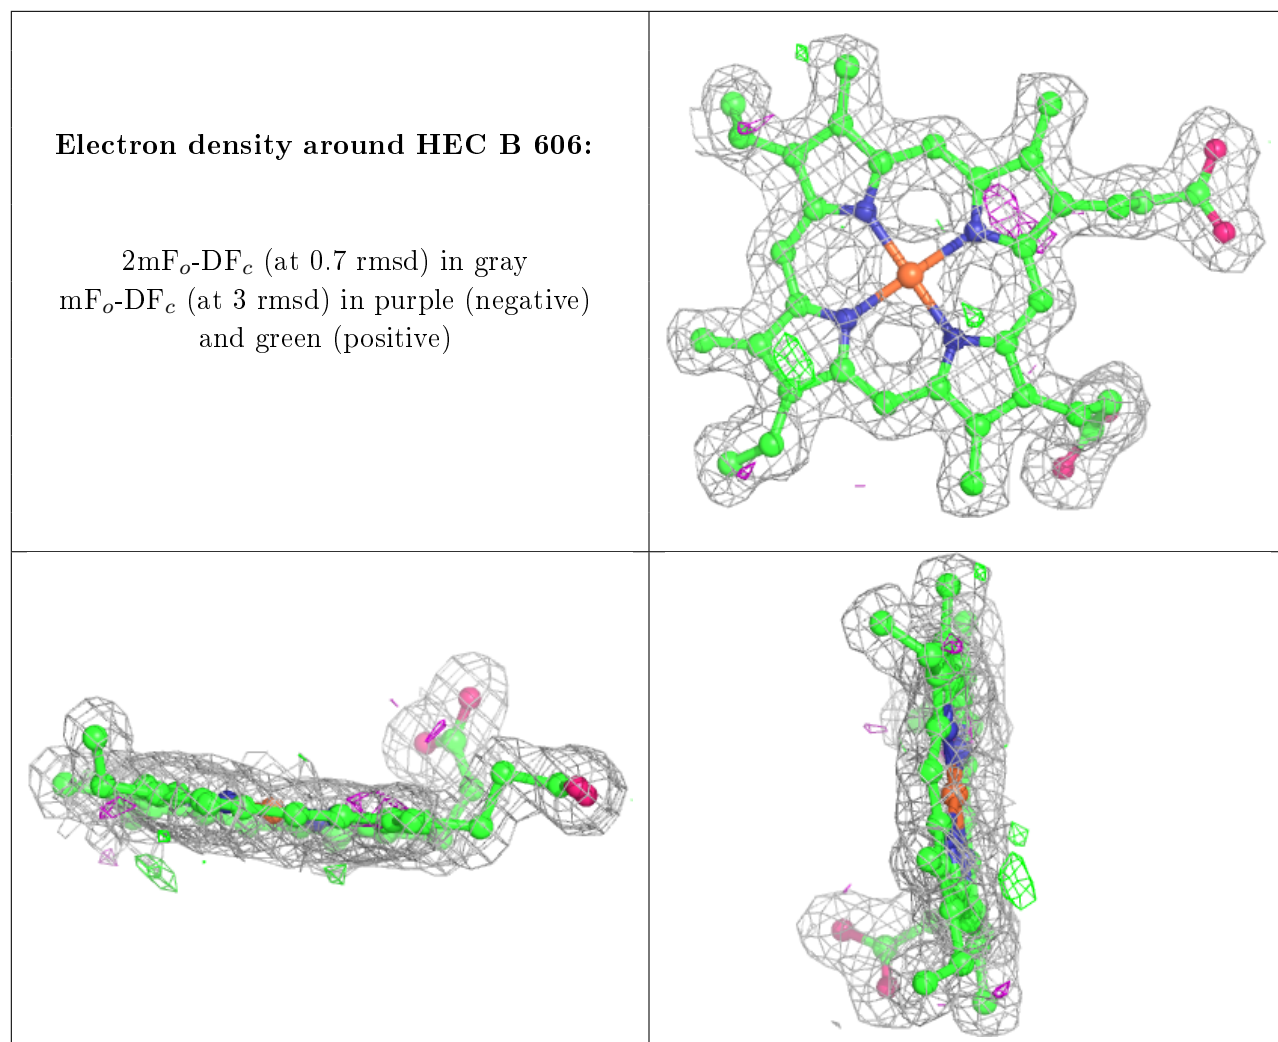 Electron density around HEC B 606:
2mFo-DFc (at 0.7 rmsd) in gray
mFo-DFc (at 3 rmsd) in purple (negative)
and green (positive)